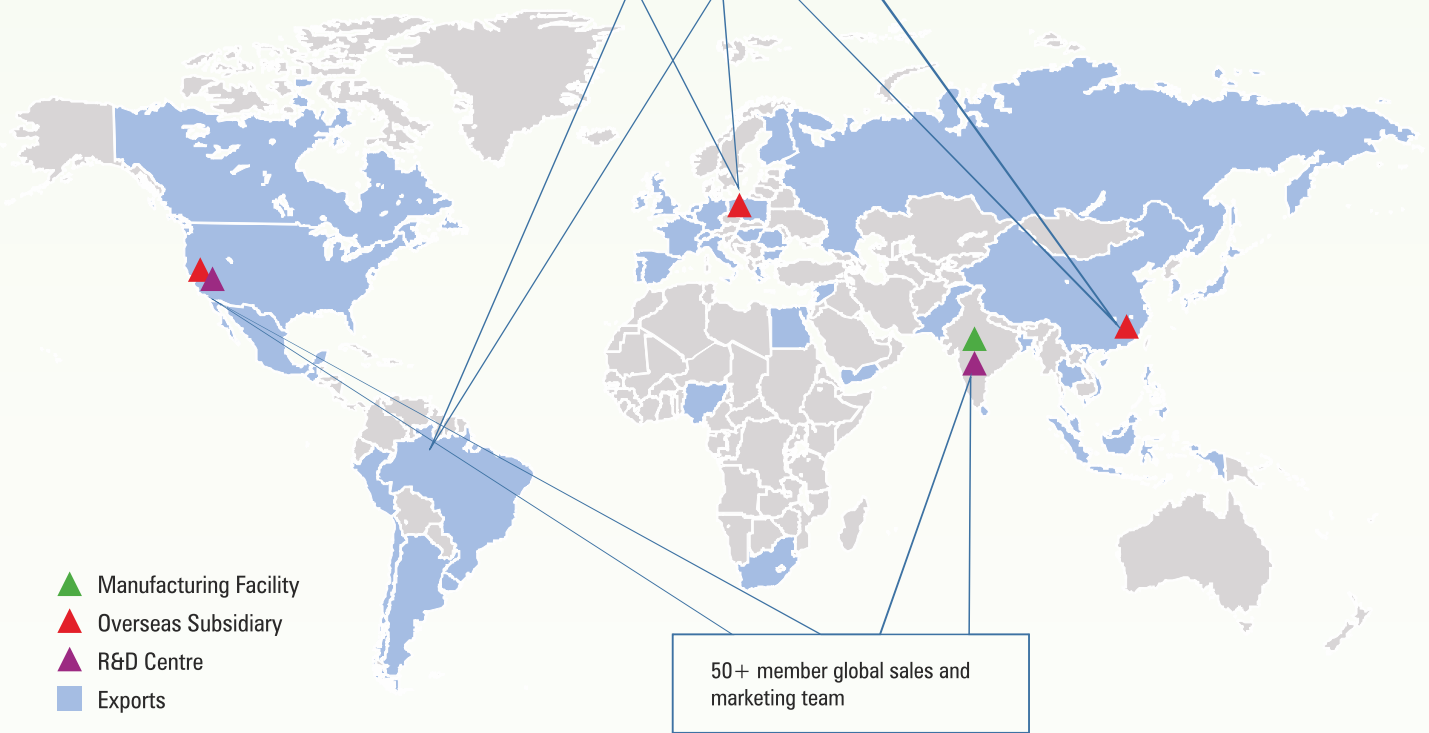 Manufacturing Facility
Overseas Subsidiary
R&D Centre
Exports
50+ member global sales and
marketing team